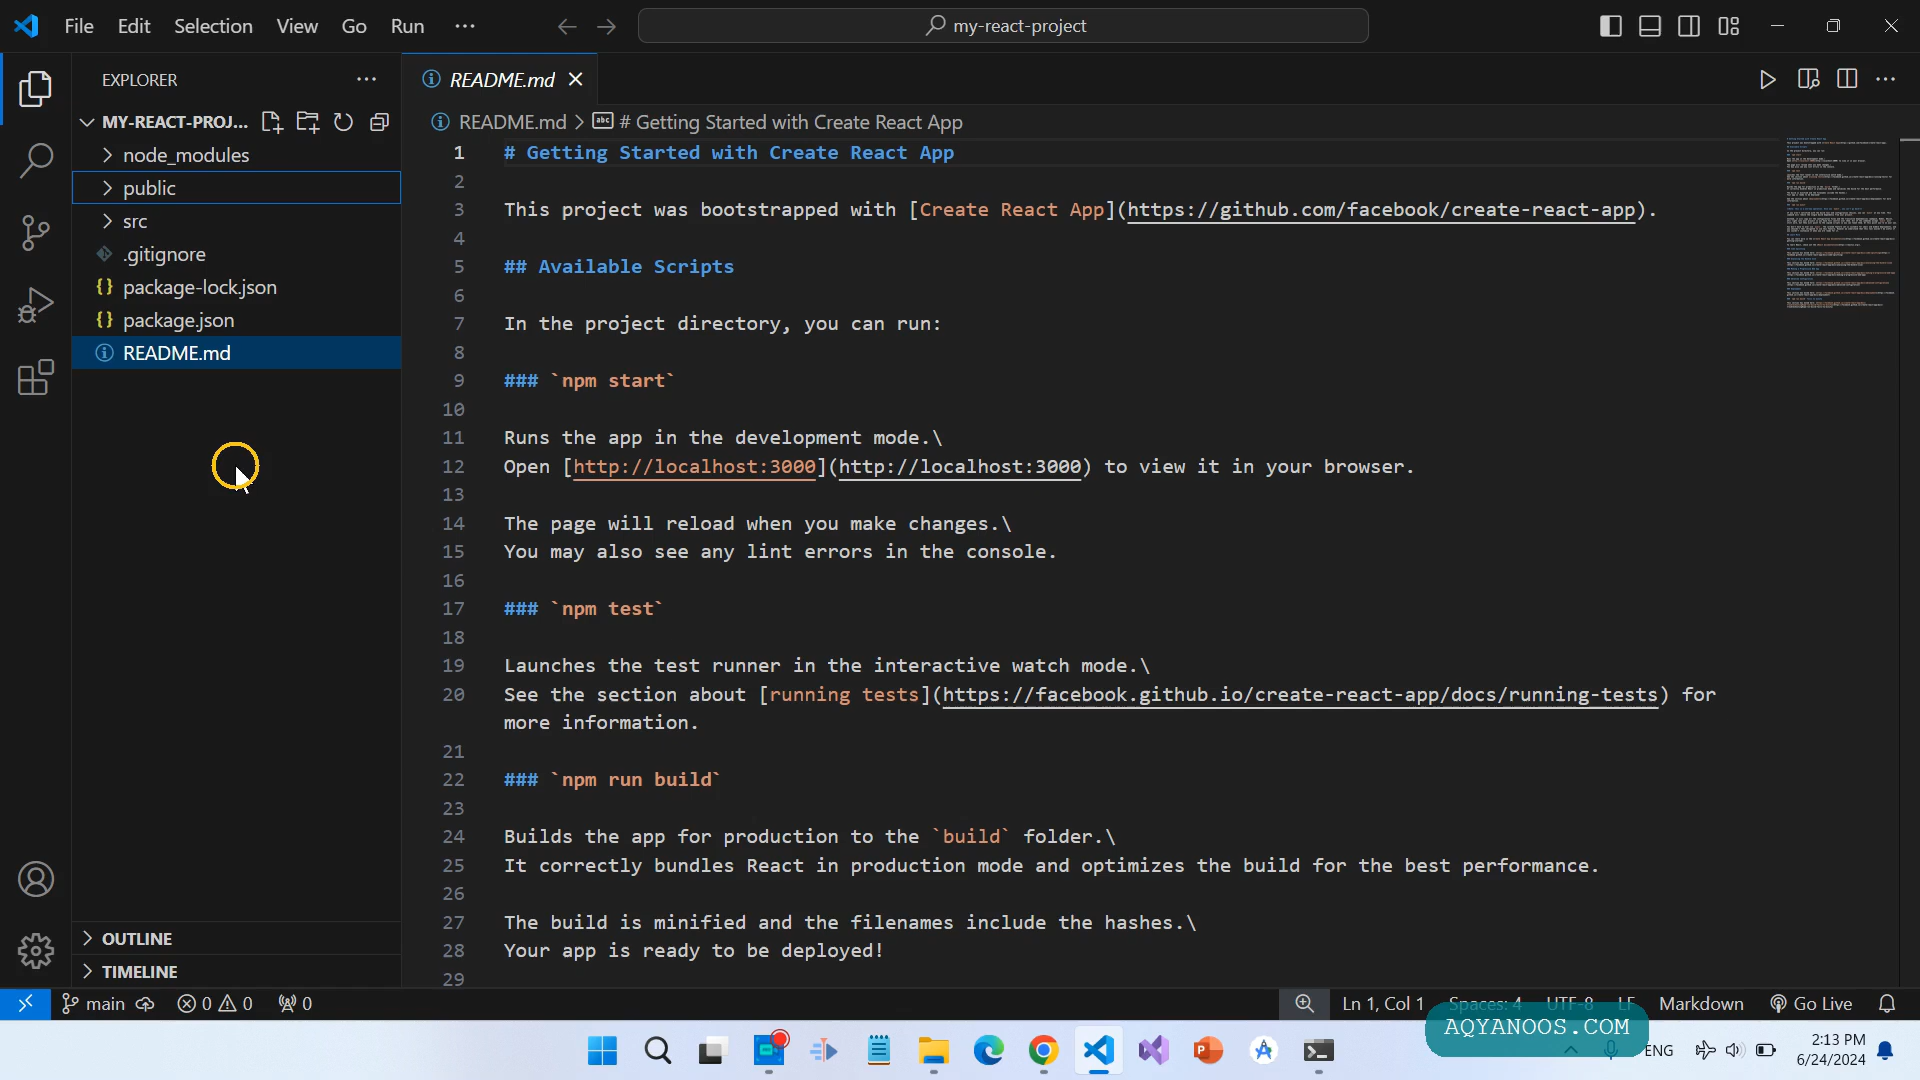 File Edit Selection View Go Run ··· my-react-project
EXPLORER ···
README.md
MY-REACT-PROJ...
README.md > # Getting Started with Create React App
node_modules
public
src
.gitignore
package-lock.json
package.json
README.md
1 # Getting Started with Create React App
2
3 This project was bootstrapped with [Create React App](https://github.com/facebook/create-react-app).
4
5 ## Available Scripts
6
7 In the project directory, you can run:
8
9 ### `npm start`
10
11 Runs the app in the development mode.\
12 Open [http://localhost:3000](http://localhost:3000) to view it in your browser.
13
14 The page will reload when you make changes.\
15 You may also see any lint errors in the console.
16
17 ### `npm test`
18
19 Launches the test runner in the interactive watch mode.\
20 See the section about [running tests](https://facebook.github.io/create-react-app/docs/running-tests) for
more information.
21
22 ### `npm run build`
23
24 Builds the app for production to the `build` folder.\
25 It correctly bundles React in production mode and optimizes the build for the best performance.
26
27 The build is minified and the filenames include the hashes.\
28 Your app is ready to be deployed!
29
OUTLINE
TIMELINE
main 0 0 0 Ln 1, Col 1 Spaces: 4 UTF-8 LF Markdown Go Live
AQYANOOS.COM
ENG
2:13 PM
6/24/2024